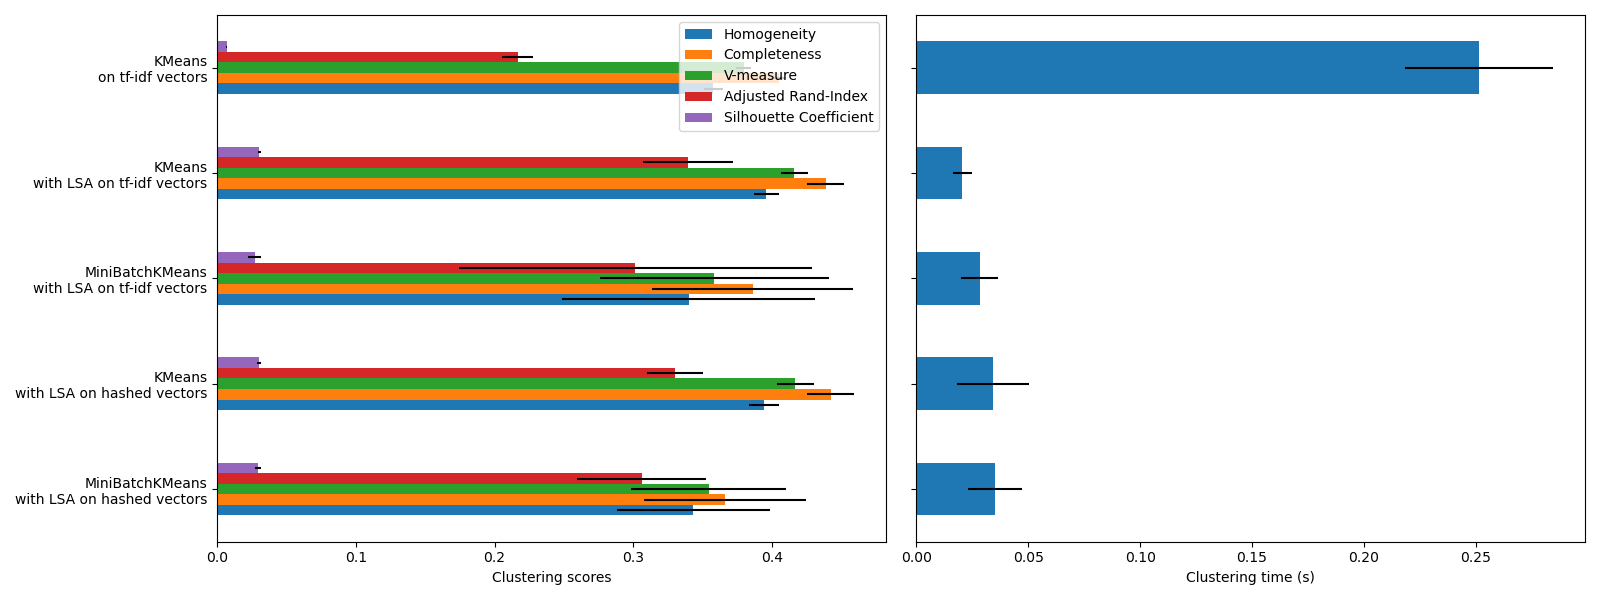 KMeans
on tf-idf vectors
KMeans
with LSA on tf-idf vectors
MiniBatchKMeans
with LSA on tf-idf vectors
KMeans
with LSA on hashed vectors
MiniBatchKMeans
with LSA on hashed vectors
Homogeneity
Completeness
V-measure
Adjusted Rand-Index
Silhouette Coefficient
0.0 0.1 0.2 0.3 0.4
Clustering scores
0.00 0.05 0.10 0.15 0.20 0.25
Clustering time (s)